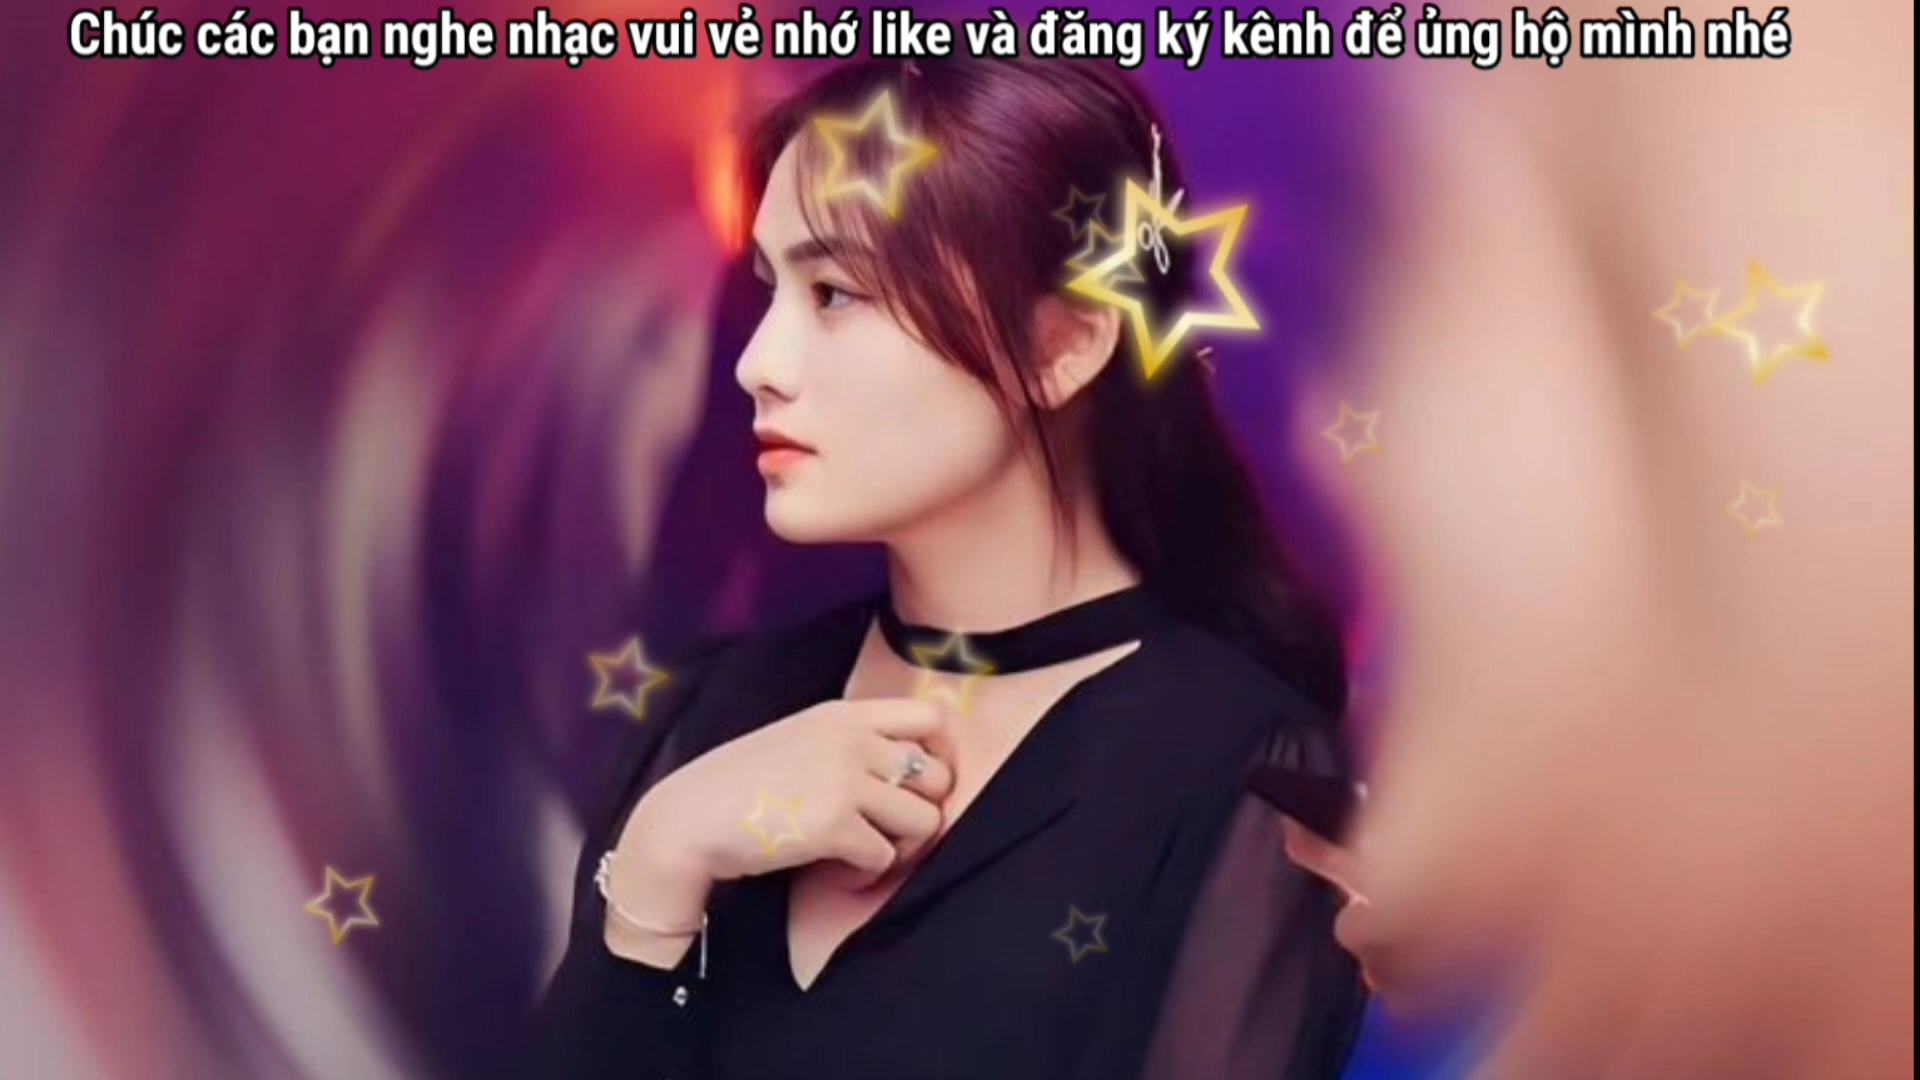 Chúc các bạn nghe nhạc vui vẻ nhớ like và đăng ký kênh để ủng hộ mình nhé